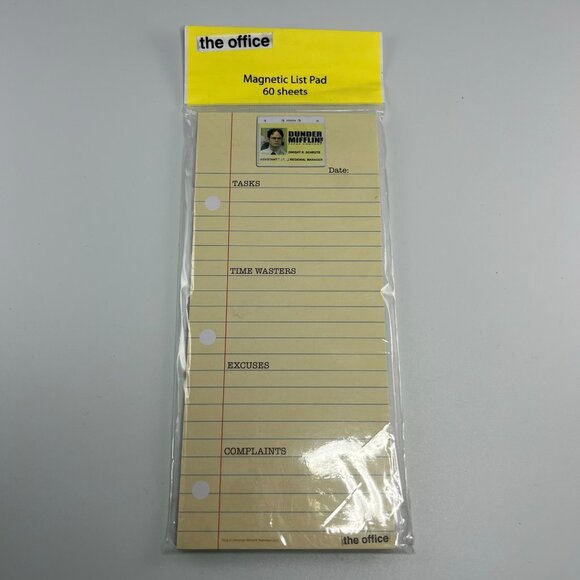 the office
Magnetic List Pad
60 sheets
DUNDER
MIFFLIN
DWIGHT K. SCHRUTE
REGIONAL MANAGER
Date:
TASKS
TIME WASTERS
EXCUSES
COMPLAINTS
the office